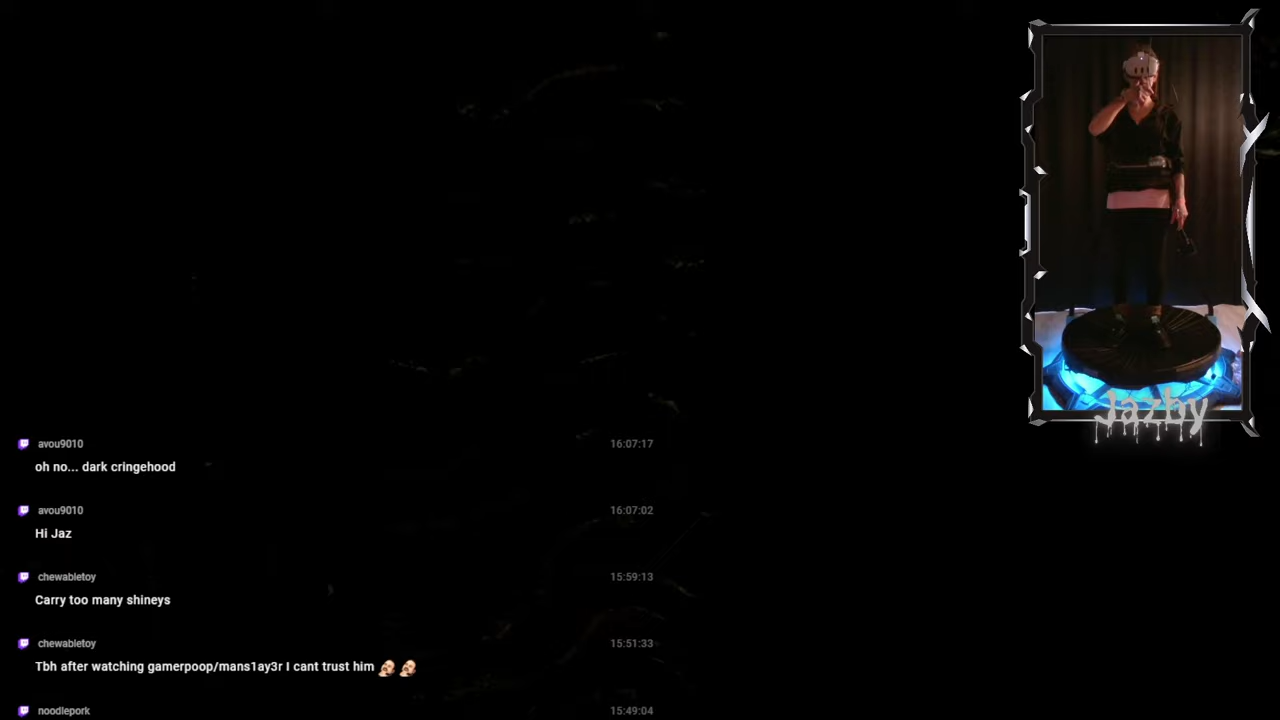 avou9010 16:07:17
oh no... dark cringehood
avou9010 16:07:02
Hi Jaz
chewabletoy 15:59:13
Carry too many shineys
chewabletoy 15:51:33
Tbh after watching gamerpoop/mans1ay3r I cant trust him
noodlepork 15:49:04
Jazby